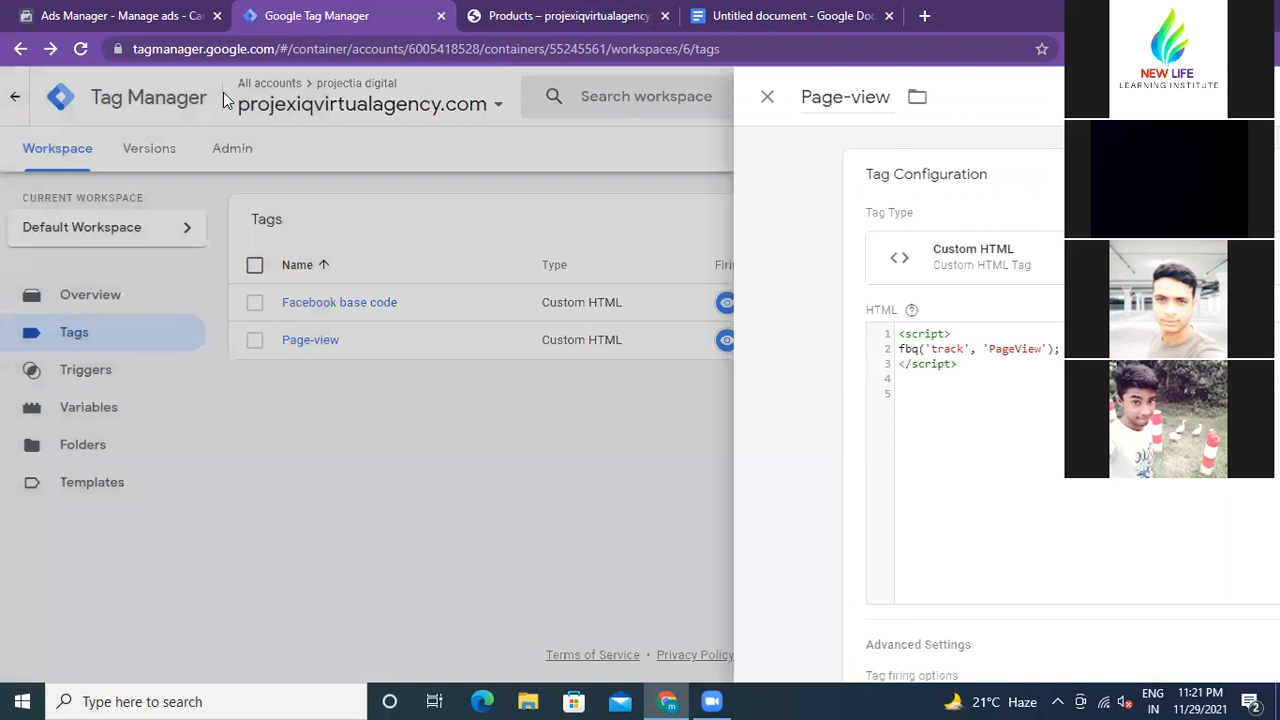 Ads Manager - Manage ads - Ca
Google Tag Manager
Products – projexiqvirtualagency
Untitled document - Google Doc
tagmanager.google.com/#/container/accounts/6005418528/containers/55245561/workspaces/6/tags
Tag Manager
All accounts > projectia digital
projexiqvirtualagency.com
Search workspace
Workspace
Versions
Admin
CURRENT WORKSPACE
Default Workspace
Overview
Tags
Triggers
Variables
Folders
Templates
Tags
Name
Type
Firi
Facebook base code
Custom HTML
Page-view
Custom HTML
Terms of Service • Privacy Policy
Page-view
Tag Configuration
Tag Type
Custom HTML
Custom HTML Tag
HTML
1 <script>
2 fbq('track', 'PageView');
3 </script>
4
5
Advanced Settings
Tag firing options
NEW LIFE
LEARNING INSTITUTE
Type here to search
21°C Haze
ENG
IN
11:21 PM
11/29/2021
2